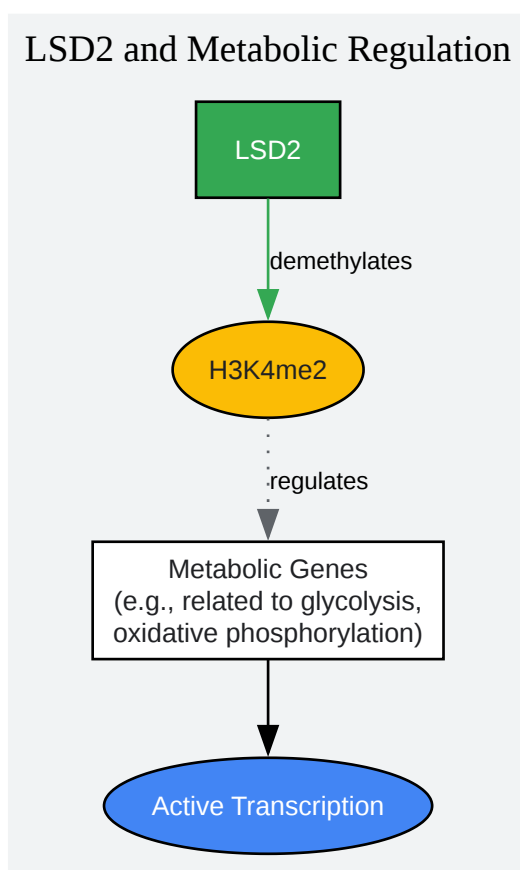 LSD2 and Metabolic Regulation
LSD2
demethylates
H3K4me2
regulates
Metabolic Genes
(e.g., related to glycolysis,
oxidative phosphorylation)
Active Transcription